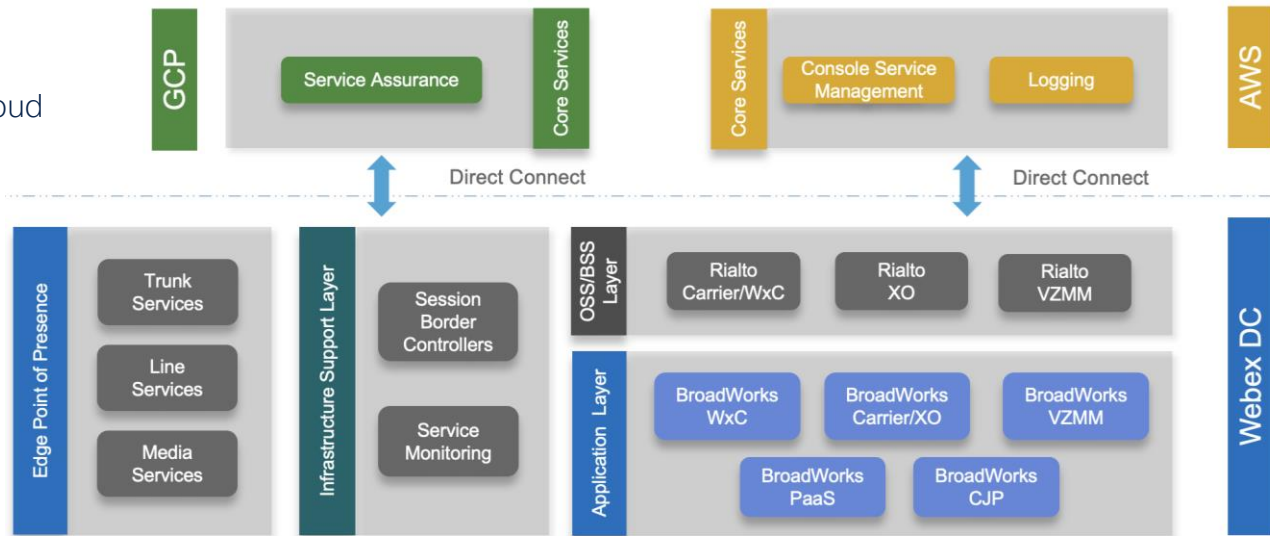 GCP
Service Assurance
Core Services
Core Services
Console Service
Management
Logging
AWS
Direct Connect
Direct Connect
Edge Point of Presence
Trunk
Services
Line
Services
Media
Services
Infrastructure Support Layer
Session
Border
Controllers
Service
Monitoring
OSS/BSS
Layer
Rialto
Carrier/WxC
Rialto
XO
Rialto
VZMM
Application Layer
BroadWorks
WxC
BroadWorks
Carrier/XO
BroadWorks
VZMM
BroadWorks
PaaS
BroadWorks
CJP
Webex DC